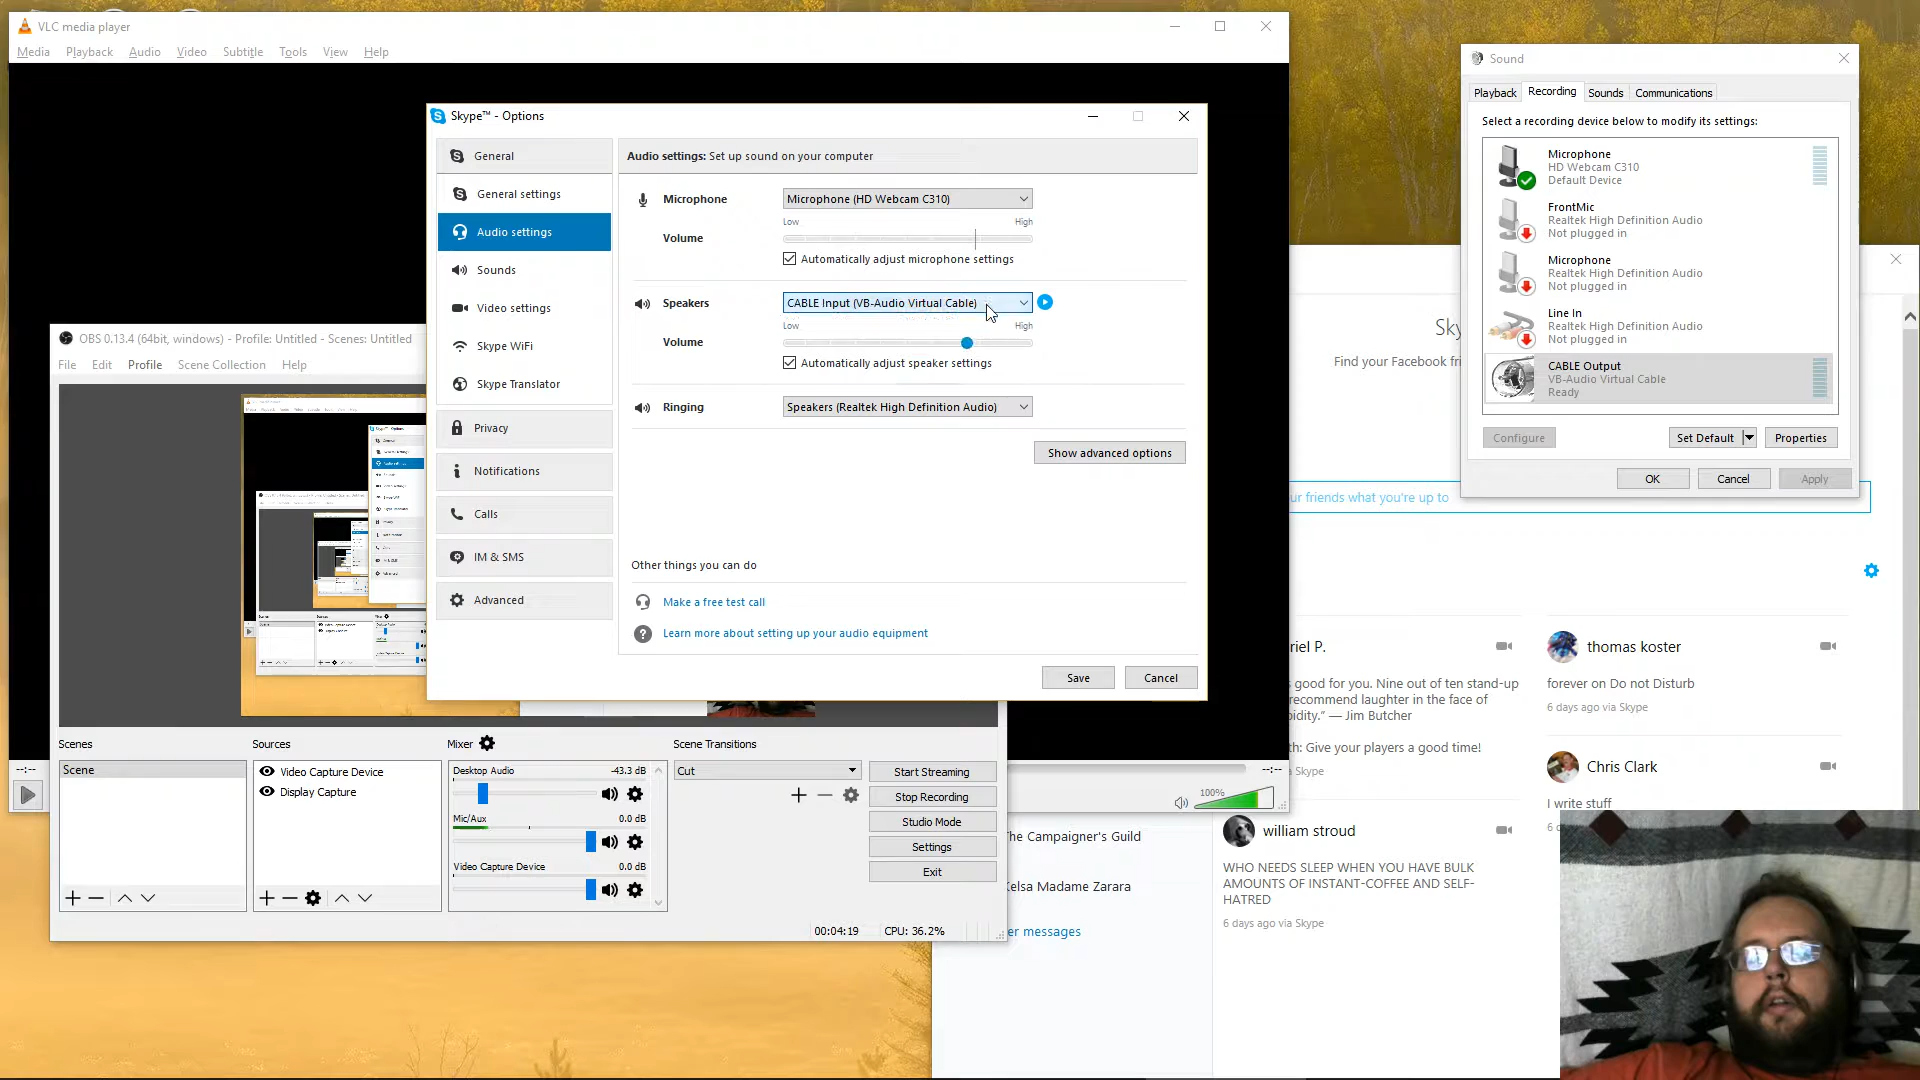 VLC media player
Media Playback Audio Video Subtitle Tools View Help
Skype™ - Options
General
General settings
Audio settings
Sounds
Video settings
Skype WiFi
Skype Translator
Privacy
Notifications
Calls
IM & SMS
Advanced
Audio settings: Set up sound on your computer
Microphone
Microphone (HD Webcam C310)
Low High
Volume
Automatically adjust microphone settings
Speakers
CABLE Input (VB-Audio Virtual Cable)
Low High
Volume
Automatically adjust speaker settings
Ringing
Speakers (Realtek High Definition Audio)
Show advanced options
Other things you can do
Make a free test call
Learn more about setting up your audio equipment
Save Cancel
Sound
Playback Recording Sounds Communications
Select a recording device below to modify its settings:
Microphone
HD Webcam C310
Default Device
FrontMic
Realtek High Definition Audio
Not plugged in
Microphone
Realtek High Definition Audio
Not plugged in
Line In
Realtek High Definition Audio
Not plugged in
CABLE Output
VB-Audio Virtual Cable
Ready
Configure Set Default Properties
OK Cancel Apply
OBS 0.13.4 (64bit, windows) - Profile: Untitled - Scenes: Untitled
File Edit Profile Scene Collection Help
Scenes
Scene
Sources
Video Capture Device
Display Capture
Mixer
Desktop Audio -43.3 dB
Mic/Aux 0.0 dB
Video Capture Device 0.0 dB
Scene Transitions
Cut
Start Streaming
Stop Recording
Studio Mode
Settings
Exit
00:04:19 CPU: 36.2%
--:--
--:--
100%
Sky
Find your Facebook fri
ur friends what you're up to
riel P.
good for you. Nine out of ten stand-up
recommend laughter in the face of
pidity." — Jim Butcher
th: Give your players a good time!
s via Skype
thomas koster
forever on Do not Disturb
6 days ago via Skype
Chris Clark
I write stuff
6 d
william stroud
WHO NEEDS SLEEP WHEN YOU HAVE BULK
AMOUNTS OF INSTANT-COFFEE AND SELF-
HATRED
6 days ago via Skype
The Campaigner's Guild
Kelsa Madame Zarara
er messages